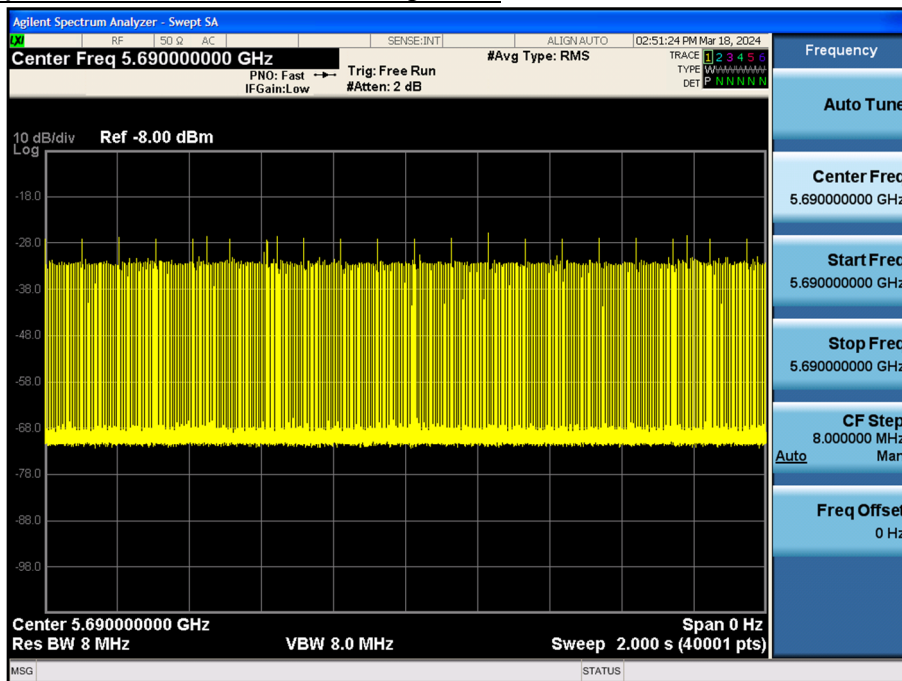 Agilent Spectrum Analyzer - Swept SA
LXI RF 50 Ω AC SENSE:INT ALIGN AUTO 02:51:24 PM Mar 18, 2024
Center Freq 5.690000000 GHz
#Avg Type: RMS
TRACE 1 2 3 4 5 6
PNO: Fast Trig: Free Run
TYPE W
IFGain:Low #Atten: 2 dB
DET P N N N N N
10 dB/div Ref -8.00 dBm
Log
-18.0
-28.0
-38.0
-48.0
-58.0
-68.0
-78.0
-88.0
-98.0
Center 5.690000000 GHz Span 0 Hz
Res BW 8 MHz VBW 8.0 MHz Sweep 2.000 s (40001 pts)
MSG STATUS
Frequency
Auto Tune
Center Freq
5.690000000 GHz
Start Freq
5.690000000 GHz
Stop Freq
5.690000000 GHz
CF Step
8.000000 MHz
Auto Man
Freq Offset
0 Hz